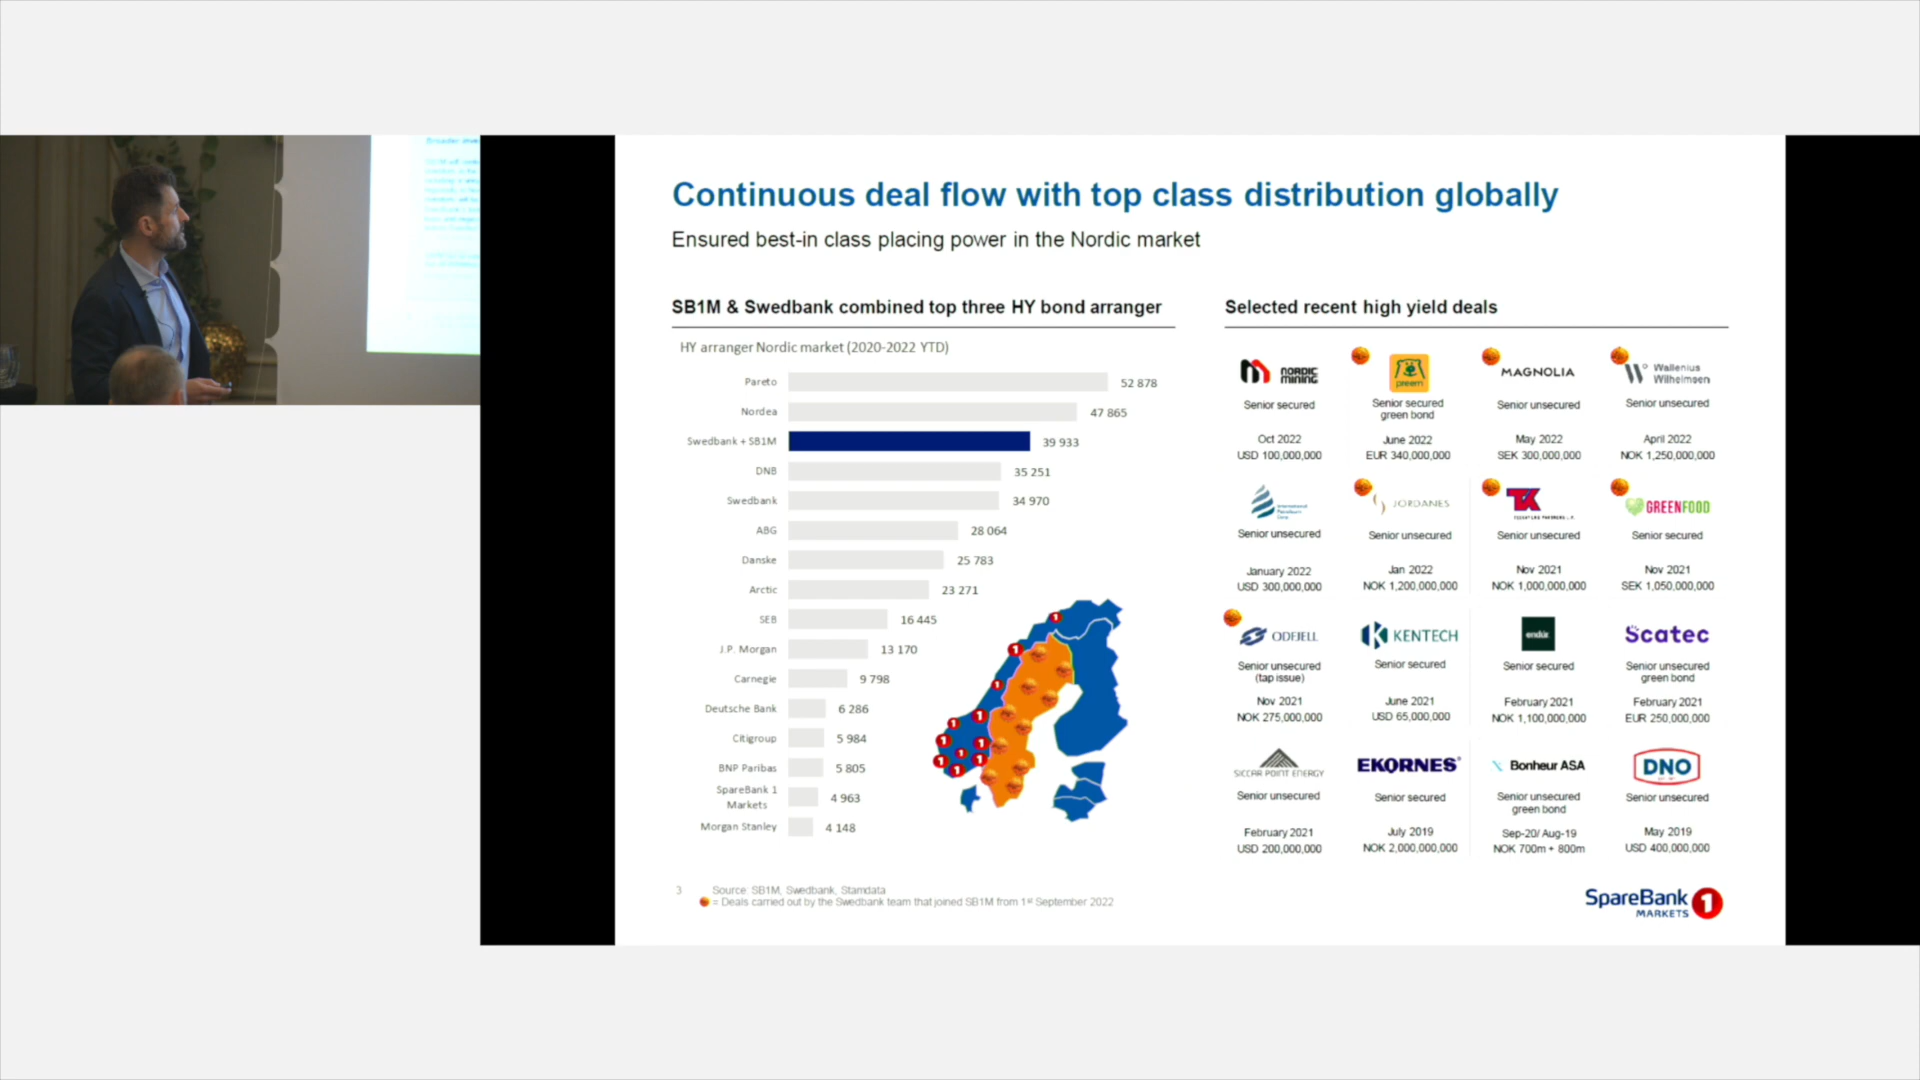 Continuous deal flow with top class distribution globally
Ensured best-in class placing power in the Nordic market
SB1M & Swedbank combined top three HY bond arranger
HY arranger Nordic market (2020-2022 YTD)
Pareto 52 878
Nordea 47 865
Swedbank + SB1M 39 933
DNB 35 251
Swedbank 34 970
ABG 28 064
Danske 25 783
Arctic 23 271
SEB 16 445
J.P. Morgan 13 170
Carnegie 9 798
Deutsche Bank 6 286
Citigroup 5 984
BNP Paribas 5 805
SpareBank 1
Markets 4 963
Morgan Stanley 4 148
Selected recent high yield deals
NORDIC
MINING
Senior secured
Oct 2022
USD 100,000,000
preem
Senior secured
green bond
June 2022
EUR 340,000,000
MAGNOLIA
Senior unsecured
May 2022
SEK 300,000,000
Wallenius
Wilhelmsen
Senior unsecured
April 2022
NOK 1,250,000,000
International
Petroleum
Corp
Senior unsecured
January 2022
USD 300,000,000
JORDANES
Senior unsecured
Jan 2022
NOK 1,200,000,000
TK
Senior unsecured
Nov 2021
NOK 1,000,000,000
GREENFOOD
Senior secured
Nov 2021
SEK 1,050,000,000
ODFJELL
Senior unsecured
(tap issue)
Nov 2021
NOK 275,000,000
KENTECH
Senior secured
June 2021
USD 65,000,000
endúr
Senior secured
February 2021
NOK 1,100,000,000
Scatec
Senior unsecured
green bond
February 2021
EUR 250,000,000
SICCAR POINT ENERGY
Senior unsecured
February 2021
USD 200,000,000
EKORNES
Senior secured
July 2019
NOK 2,000,000,000
Bonheur ASA
Senior unsecured
green bond
Sep-20/ Aug-19
NOK 700m + 800m
DNO
Senior unsecured
May 2019
USD 400,000,000
3
Source: SB1M, Swedbank, Stamdata
= Deals carried out by the Swedbank team that joined SB1M from 1st September 2022
SpareBank 1
MARKETS